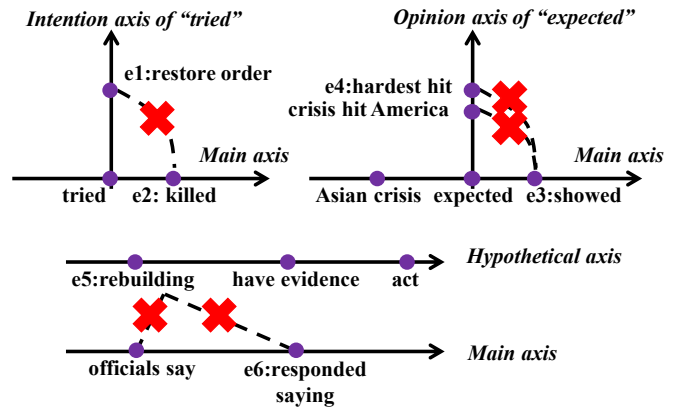 Intention axis of “tried”
e1:restore order
Main axis
tried
e2: killed
Opinion axis of “expected”
e4:hardest hit
crisis hit America
Main axis
Asian crisis
expected
e3:showed
Hypothetical axis
e5:rebuilding
have evidence
act
Main axis
officials say
e6:responded
saying